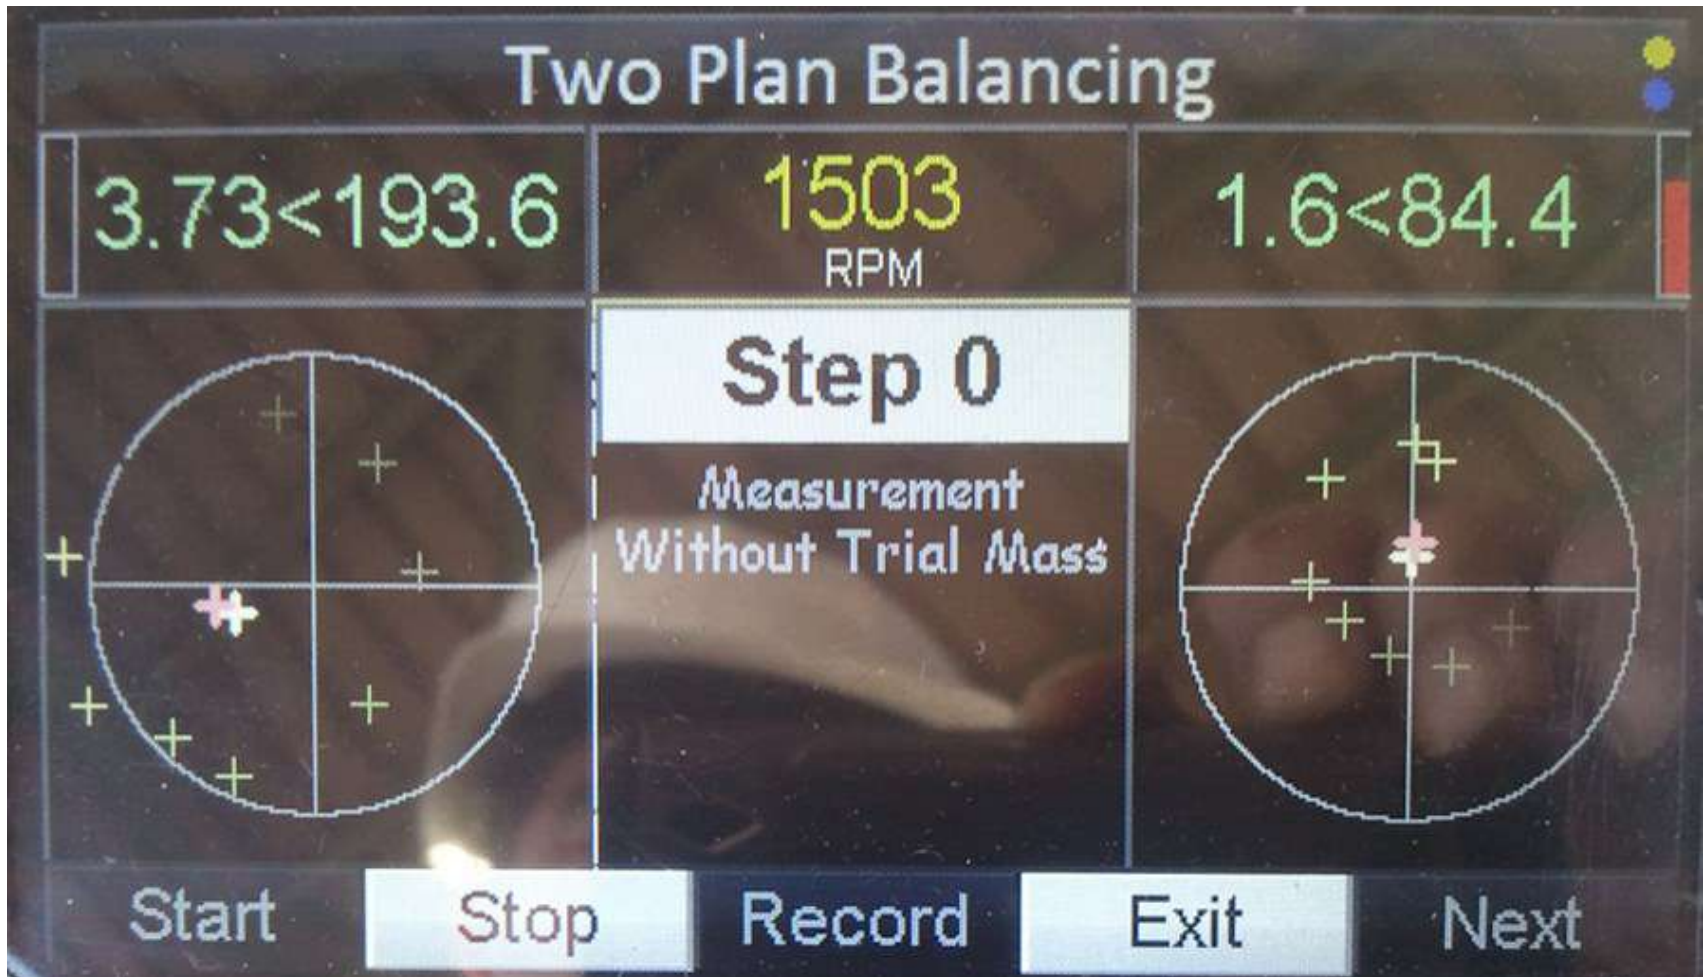 Two Plan Balancing
3.73<193.6
1503
RPM
1.6<84.4
Step 0
Measurement
Without Trial Mass
Start
Stop
Record
Exit
Next